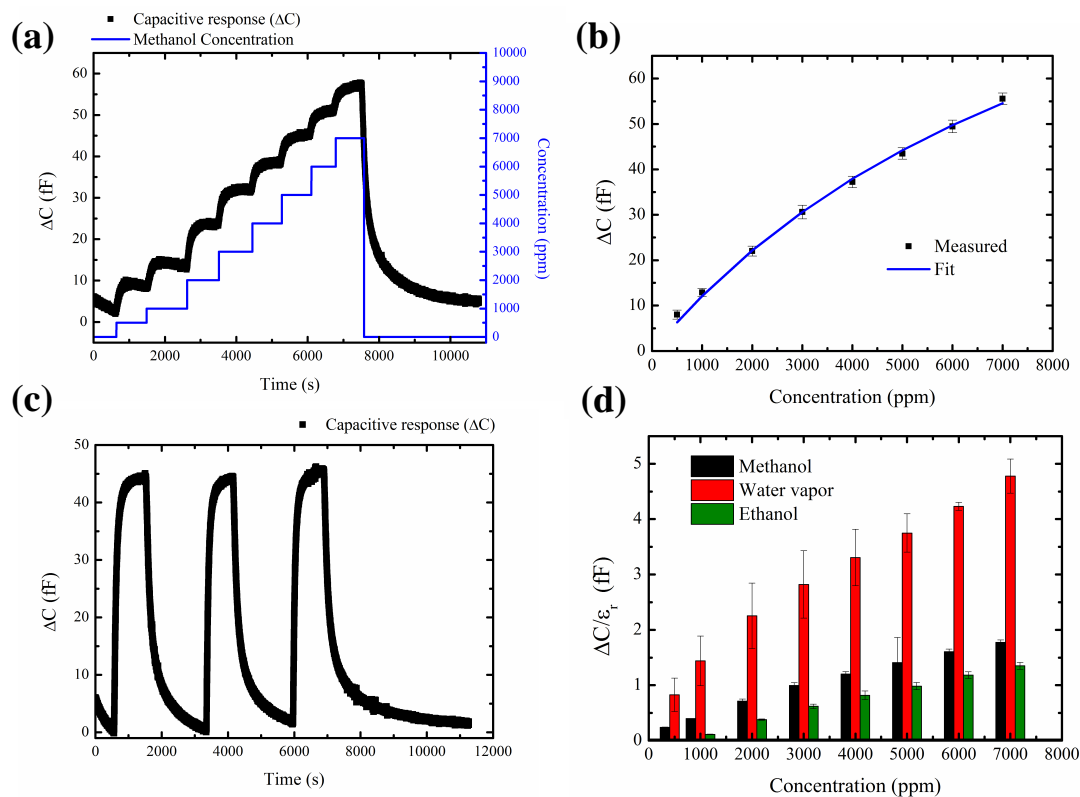 (a)
Capacitive response (ΔC)
Methanol Concentration
60
50
40
30
20
10
0
ΔC (fF)
10000
9000
8000
7000
6000
5000
4000
3000
2000
1000
0
Concentration (ppm)
0 2000 4000 6000 8000 10000
Time (s)
(b)
60
50
40
30
20
10
0
ΔC (fF)
Measured
Fit
0 1000 2000 3000 4000 5000 6000 7000 8000
Concentration (ppm)
(c)
Capacitive response (ΔC)
50
40
30
20
10
0
ΔC (fF)
0 2000 4000 6000 8000 10000 12000
Time (s)
(d)
Methanol
Water vapor
Ethanol
5
4
3
2
1
0
ΔC/εr (fF)
0 1000 2000 3000 4000 5000 6000 7000 8000
Concentration (ppm)